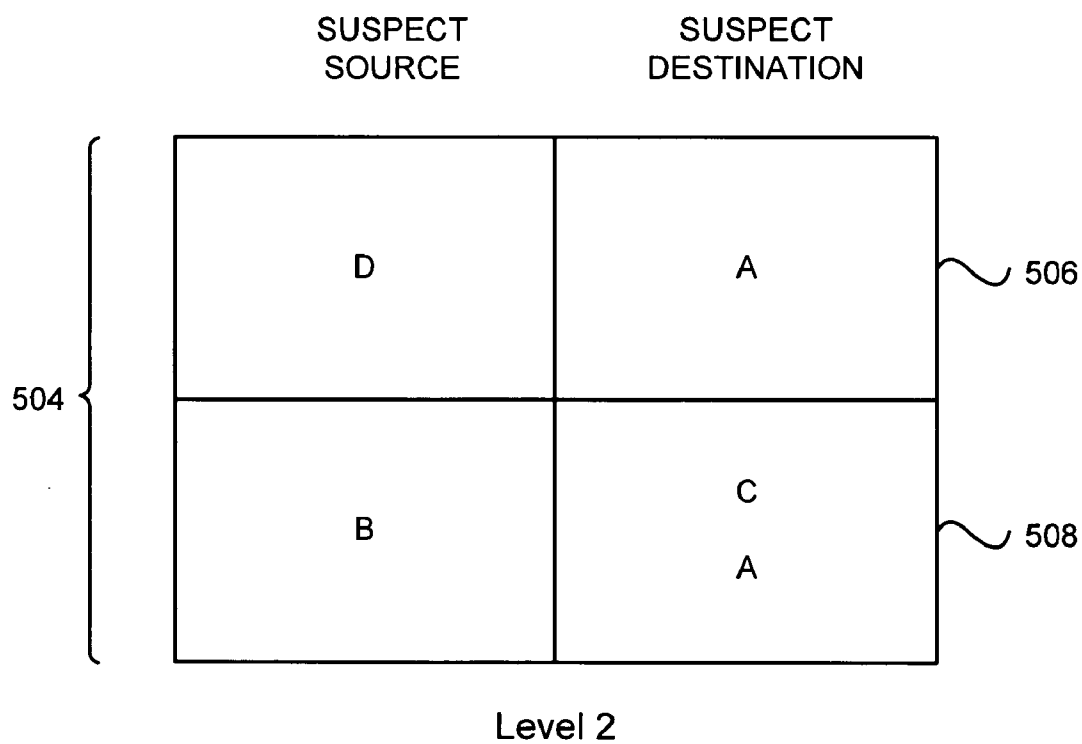 SUSPECT SOURCE
SUSPECT DESTINATION
D
A
506
504
B
C
A
508
Level 2